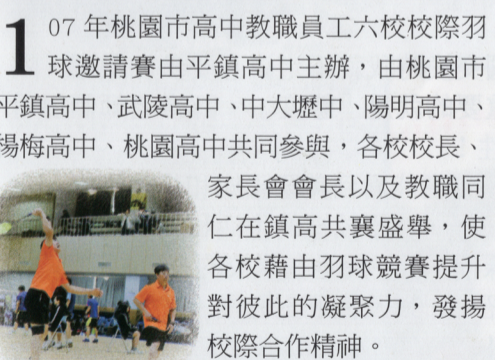 107年桃園市高中教職員工六校校際羽
球邀請賽由平鎮高中主辦，由桃園市
平鎮高中、武陵高中、中大壢中、陽明高中、
楊梅高中、桃園高中共同參與，各校校長、
家長會會長以及教職同
仁在鎮高共襄盛舉，使
各校藉由羽球競賽提升
對彼此的凝聚力，發揚
校際合作精神。